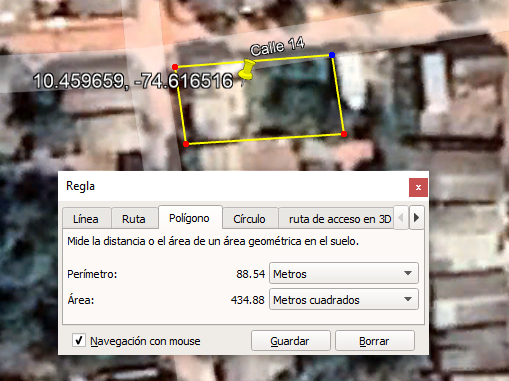 Calle 14
10.459659, -74.616516
Regla
Línea Ruta Polígono Círculo ruta de acceso en 3D
Mide la distancia o el área de un área geométrica en el suelo.
Perímetro: 88.54 Metros
Área: 434.88 Metros cuadrados
Navegación con mouse Guardar Borrar